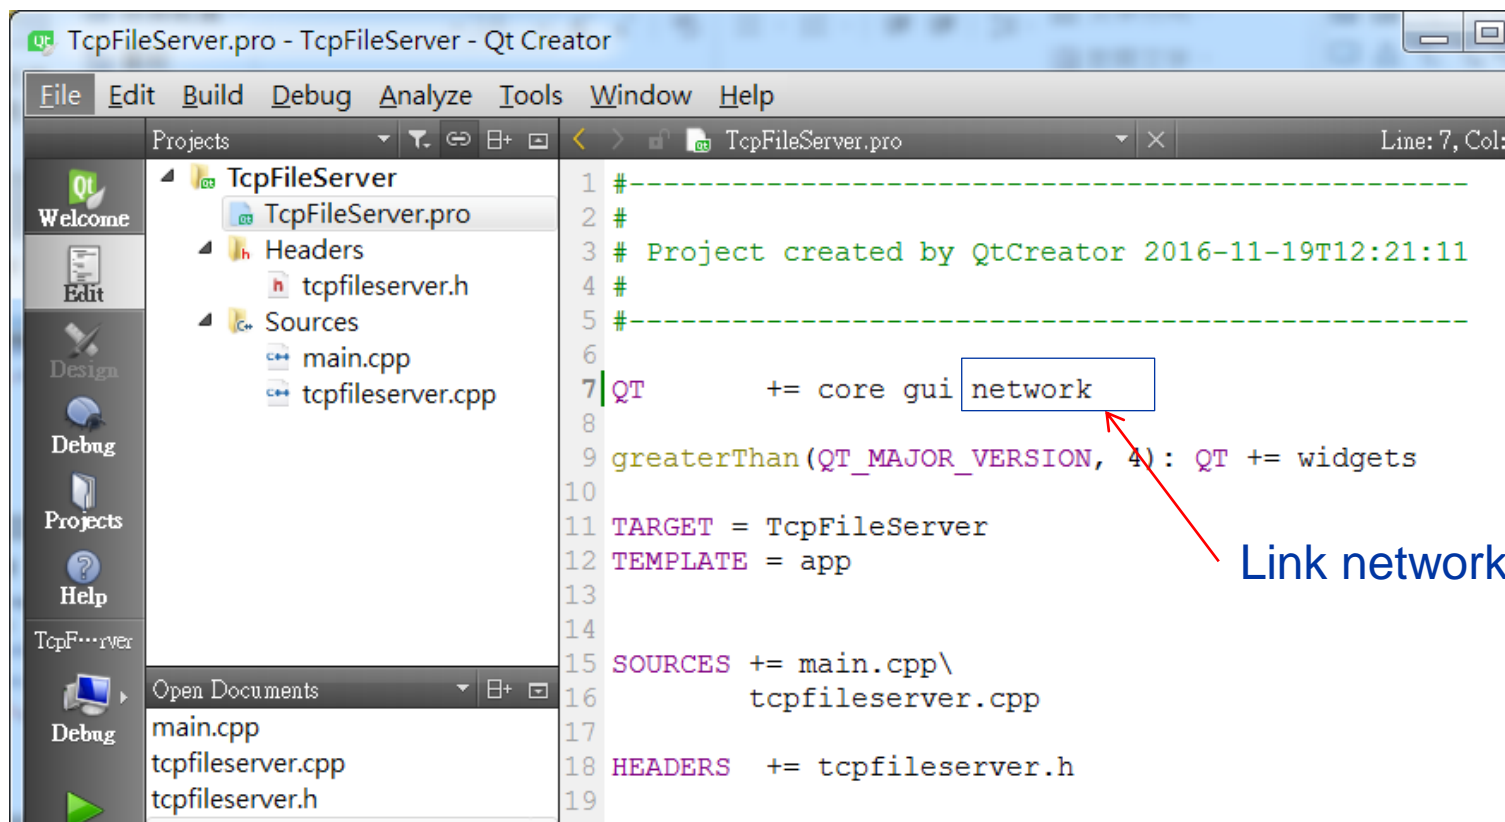 TcpFileServer.pro - TcpFileServer - Qt Creator
File Edit Build Debug Analyze Tools Window Help
Projects
TcpFileServer.pro
Line: 7, Col:
Welcome
Edit
Design
Debug
Projects
Help
TcpF···rver
Debug
TcpFileServer
TcpFileServer.pro
Headers
tcpfileserver.h
Sources
main.cpp
tcpfileserver.cpp
Open Documents
main.cpp
tcpfileserver.cpp
tcpfileserver.h
1 #-------------------------------------------------
2 #
3 # Project created by QtCreator 2016-11-19T12:21:11
4 #
5 #-------------------------------------------------
6
7 QT       += core gui network
8
9 greaterThan(QT_MAJOR_VERSION, 4): QT += widgets
10
11 TARGET = TcpFileServer
12 TEMPLATE = app
13
14
15 SOURCES += main.cpp\
16         tcpfileserver.cpp
17
18 HEADERS  += tcpfileserver.h
19
Link network